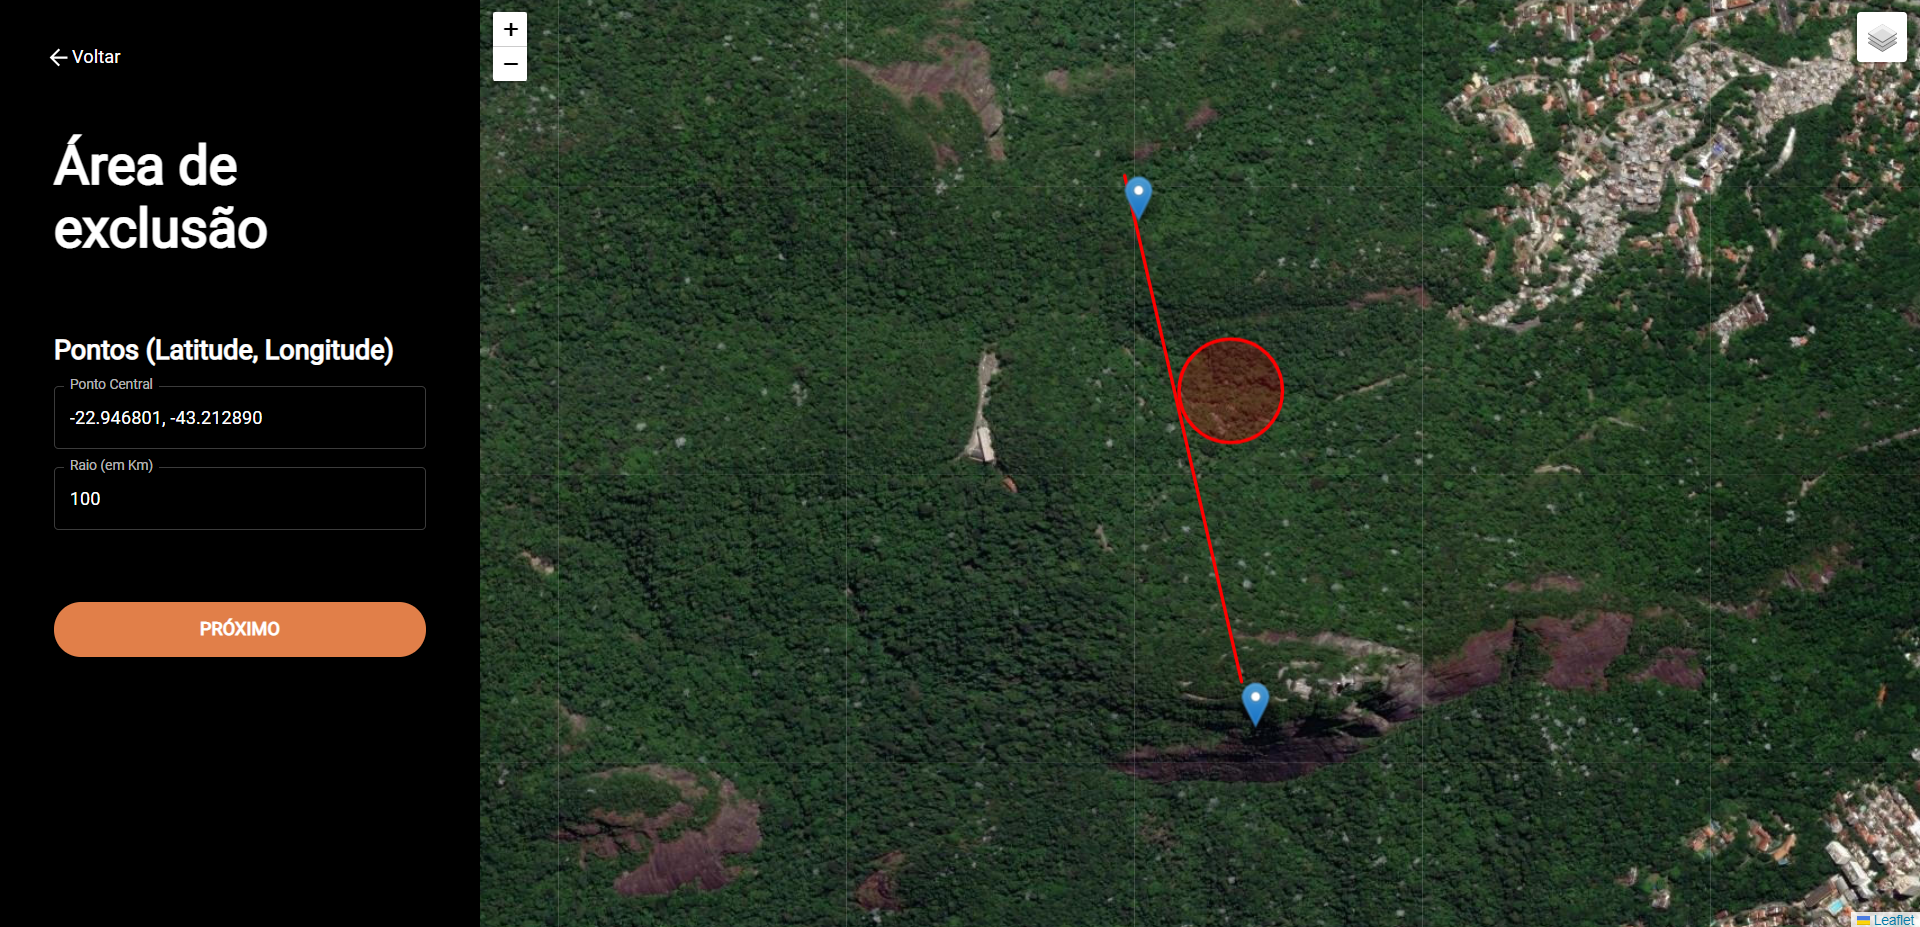 Voltar
Área de
exclusão
Pontos (Latitude, Longitude)
Ponto Central
-22.946801, -43.212890
Raio (em Km)
100
PRÓXIMO
+
−
Leaflet